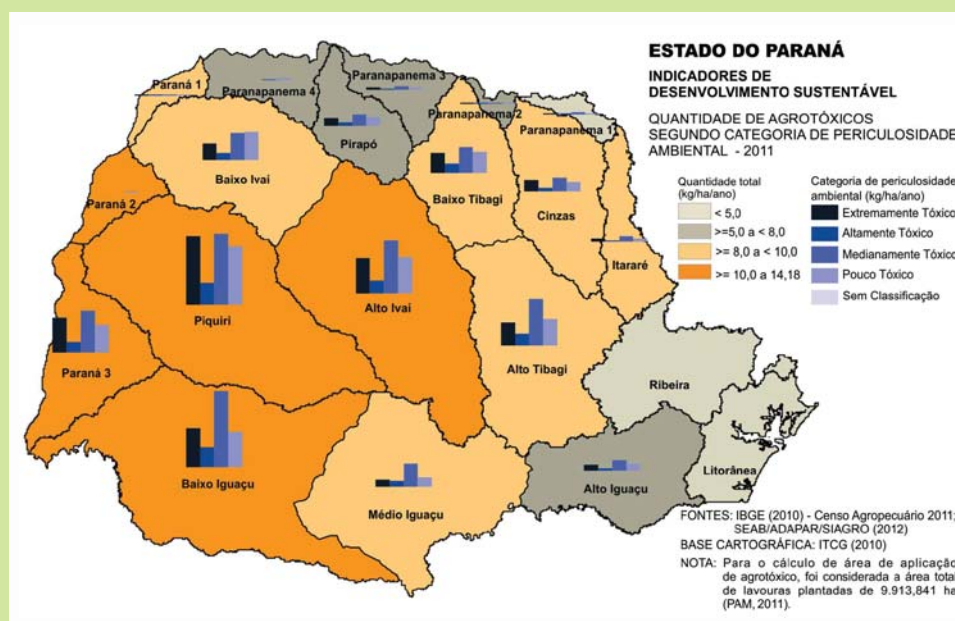 ESTADO DO PARANÁ
INDICADORES DE
DESENVOLVIMENTO SUSTENTÁVEL
QUANTIDADE DE AGROTÓXICOS
SEGUNDO CATEGORIA DE PERICULOSIDADE
AMBIENTAL - 2011
Quantidade total
(kg/ha/ano)
< 5,0
>=5,0 a < 8,0
>= 8,0 a < 10,0
>= 10,0 a 14,18
Categoria de periculosidade
ambiental (kg/ha/ano)
Extremamente Tóxico
Altamente Tóxico
Medianamente Tóxico
Pouco Tóxico
Sem Classificação
Paraná 1
Paranapanema 4
Paranapanema 3
Paranapanema 2
Paranapanema 1
Pirapó
Baixo Ivaí
Baixo Tibagi
Cinzas
Paraná 2
Itararé
Piquiri
Alto Ivaí
Paraná 3
Alto Tibagi
Ribeira
Baixo Iguaçu
Médio Iguaçu
Alto Iguaçu
Litorânea
FONTES: IBGE (2010) - Censo Agropecuário 2011;
SEAB/ADAPAR/SIAGRO (2012)
BASE CARTOGRÁFICA: ITCG (2010)
NOTA: Para o cálculo de área de aplicação
de agrotóxico, foi considerada a área total
de lavouras plantadas de 9.913,841 ha
(PAM, 2011).